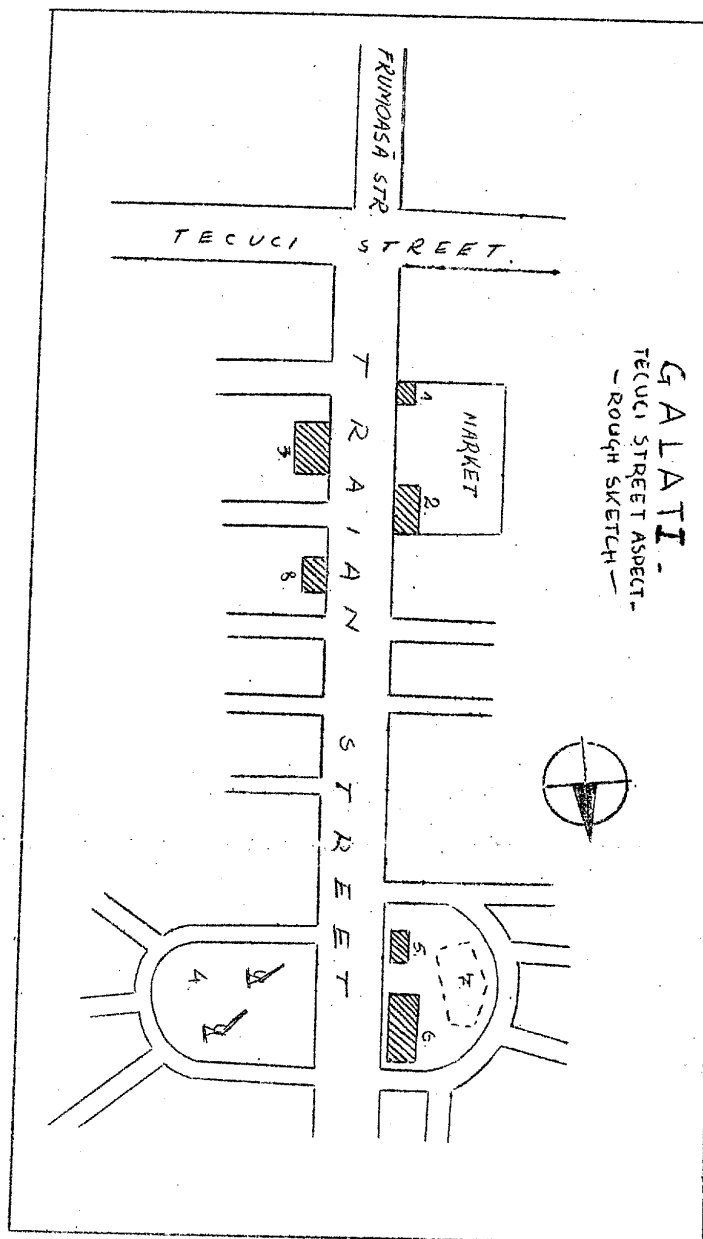 GALATI -
TECUCI STREET ASPECT-
- ROUGH SKETCH -
FRUMOASĂ STR.
TECUCI STREET.
TRAIAN STREET
MARKET
1
2.
3.
8.
4.
5.
6.
7.